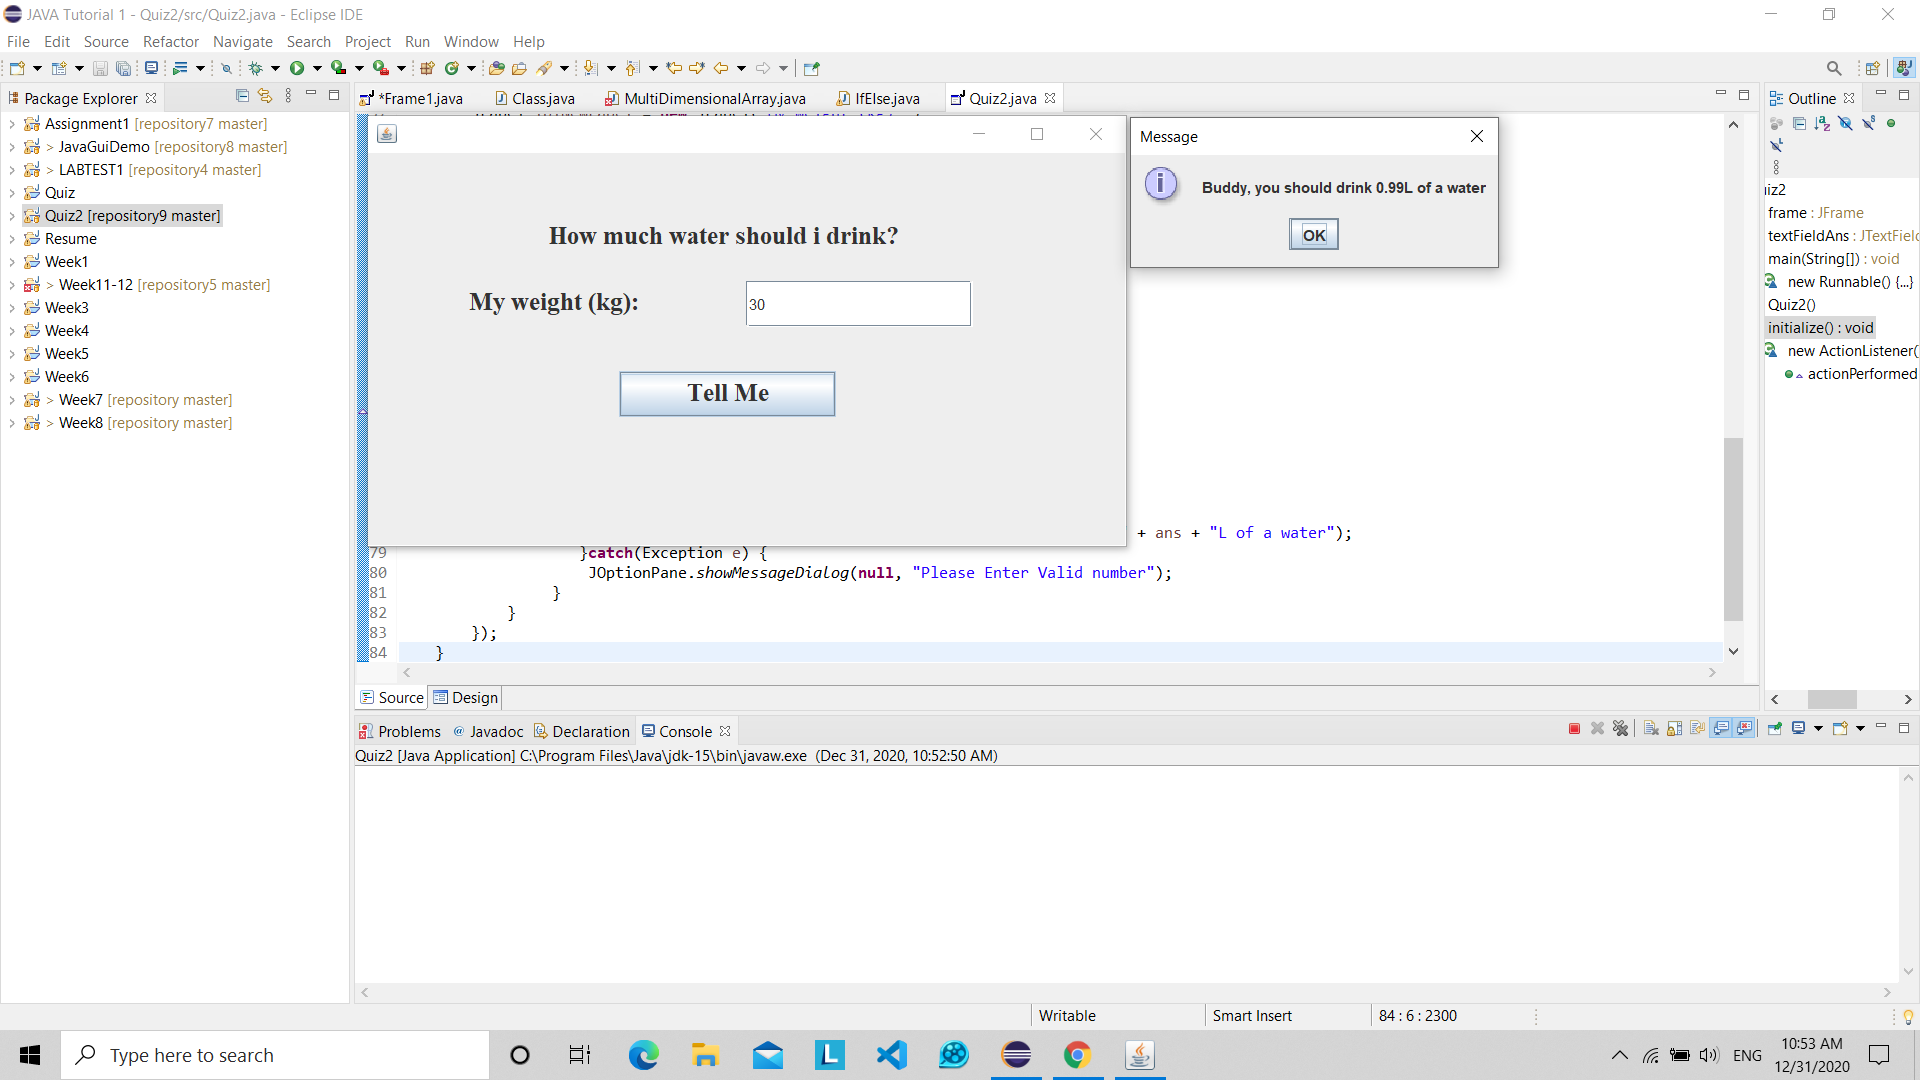 JAVA Tutorial 1 - Quiz2/src/Quiz2.java - Eclipse IDE
File Edit Source Refactor Navigate Search Project Run Window Help
Package Explorer
Assignment1 [repository7 master]
> JavaGuiDemo [repository8 master]
> LABTEST1 [repository4 master]
Quiz
Quiz2 [repository9 master]
Resume
Week1
> Week11-12 [repository5 master]
Week3
Week4
Week5
Week6
> Week7 [repository master]
> Week8 [repository master]
*Frame1.java Class.java MultiDimensionalArray.java IfElse.java Quiz2.java
How much water should i drink?
My weight (kg):
30
Tell Me
Message
Buddy, you should drink 0.99L of a water
OK
+ ans + "L of a water");
79 }catch(Exception e) {
80 JOptionPane.showMessageDialog(null, "Please Enter Valid number");
81 }
82 }
83 });
84 }
Source Design
Outline
iz2
frame : JFrame
textFieldAns : JTextField
main(String[]) : void
new Runnable() {...}
Quiz2()
initialize() : void
new ActionListener(
actionPerformed
Problems @ Javadoc Declaration Console
Quiz2 [Java Application] C:\Program Files\Java\jdk-15\bin\javaw.exe (Dec 31, 2020, 10:52:50 AM)
Writable Smart Insert 84 : 6 : 2300
Type here to search
ENG
10:53 AM
12/31/2020